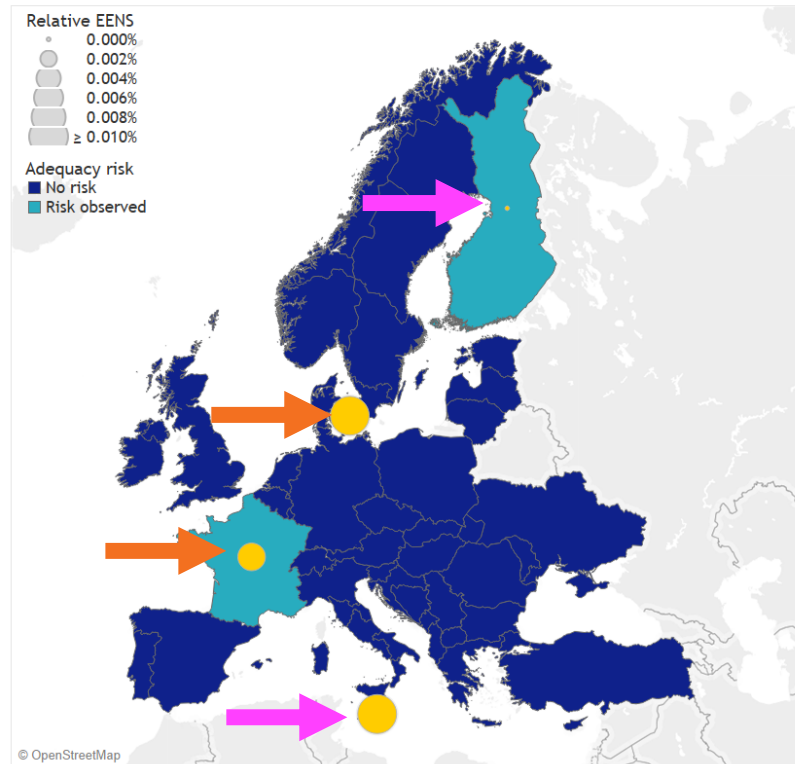 Relative EENS
0.000%
0.002%
0.004%
0.006%
0.008%
≥ 0.010%
Adequacy risk
No risk
Risk observed
© OpenStreetMap